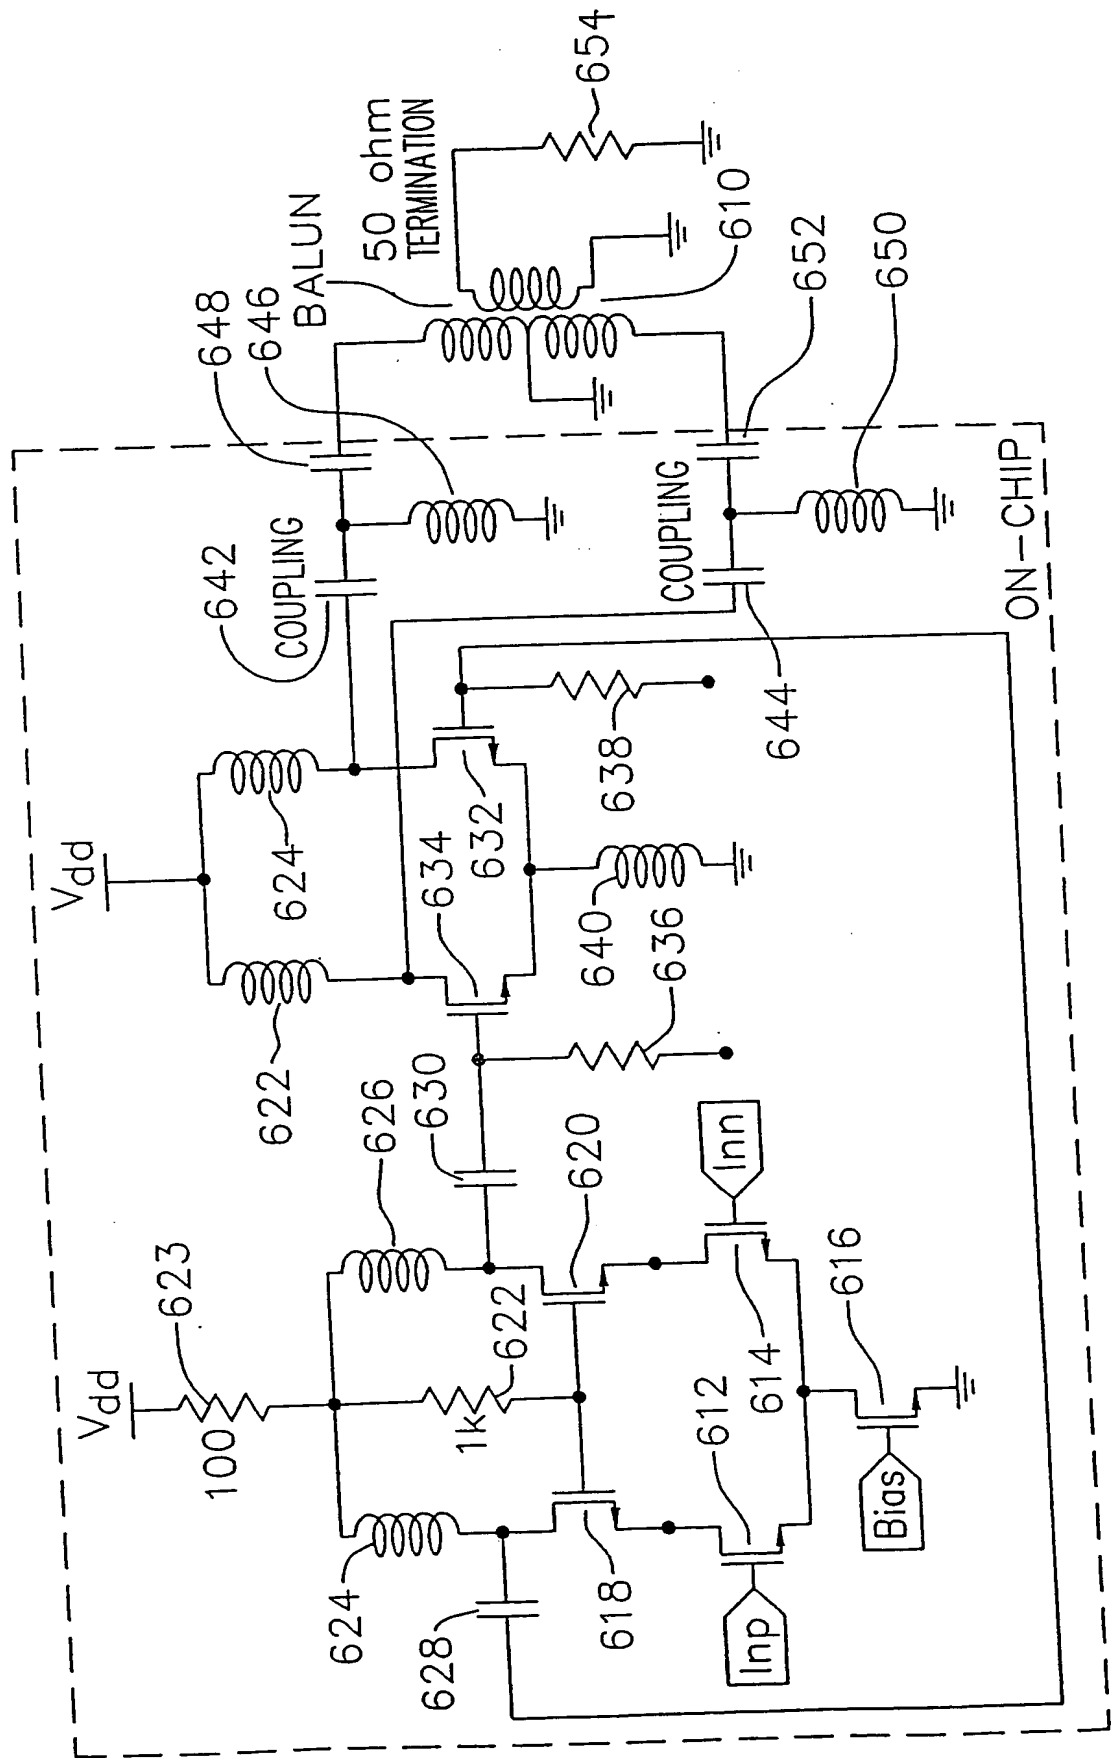 Vdd
623
100
624
626
1k
622
628
618
620
630
Inp
612
614
Inn
Bias
616
Vdd
622
624
634
632
636
640
638
642
COUPLING
648
646
BALUN
50 ohm
TERMINATION
654
610
652
650
COUPLING
644
ON-CHIP